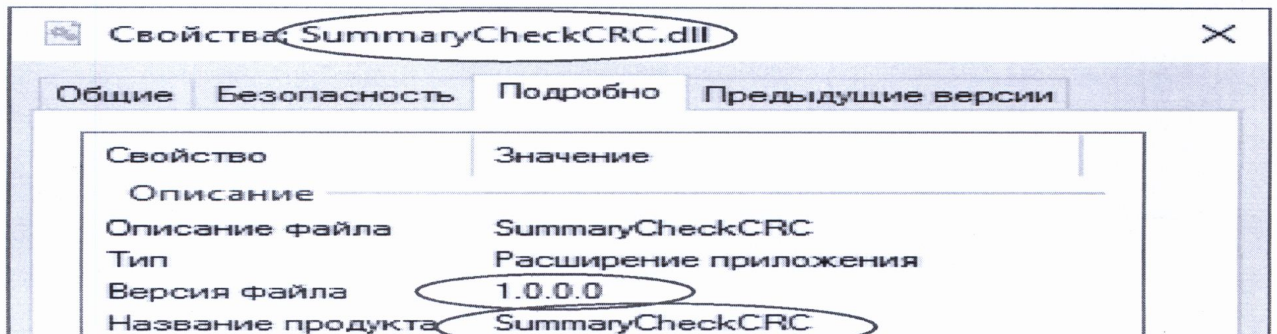 Свойства: SummaryCheckCRC.dll
Общие Безопасность Подробно Предыдущие версии
Свойство Значение
Описание
Описание файла SummaryCheckCRC
Тип Расширение приложения
Версия файла 1.0.0.0
Название продукта SummaryCheckCRC